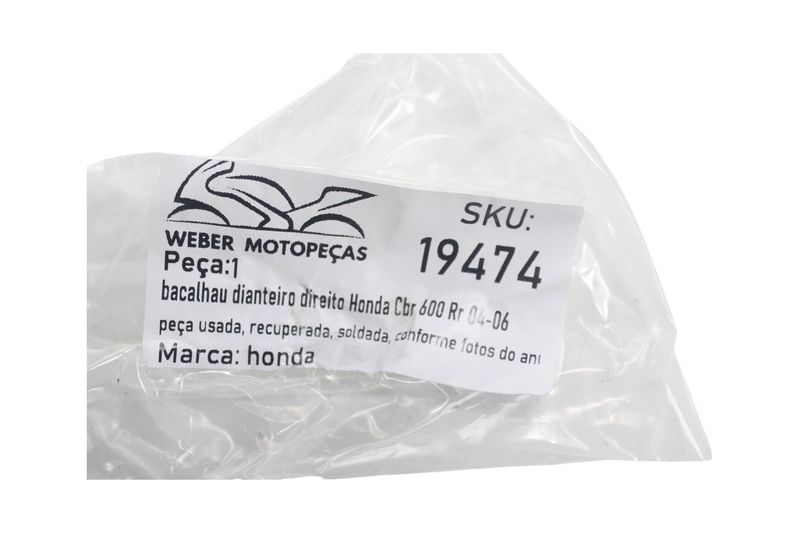 WEBER MOTOPEÇAS
SKU:
19474
Peça:1
bacalhau dianteiro direito Honda Cbr 600 Rr 04-06
peça usada, recuperada, soldada, conforme fotos do anu
Marca: honda